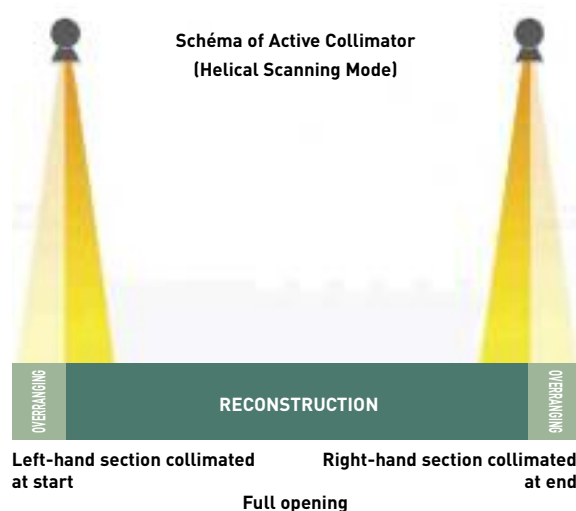 Schéma of Active Collimator
(Helical Scanning Mode)
OVERRANGING
RECONSTRUCTION
OVERRANGING
Left-hand section collimated
at start
Right-hand section collimated
at end
Full opening